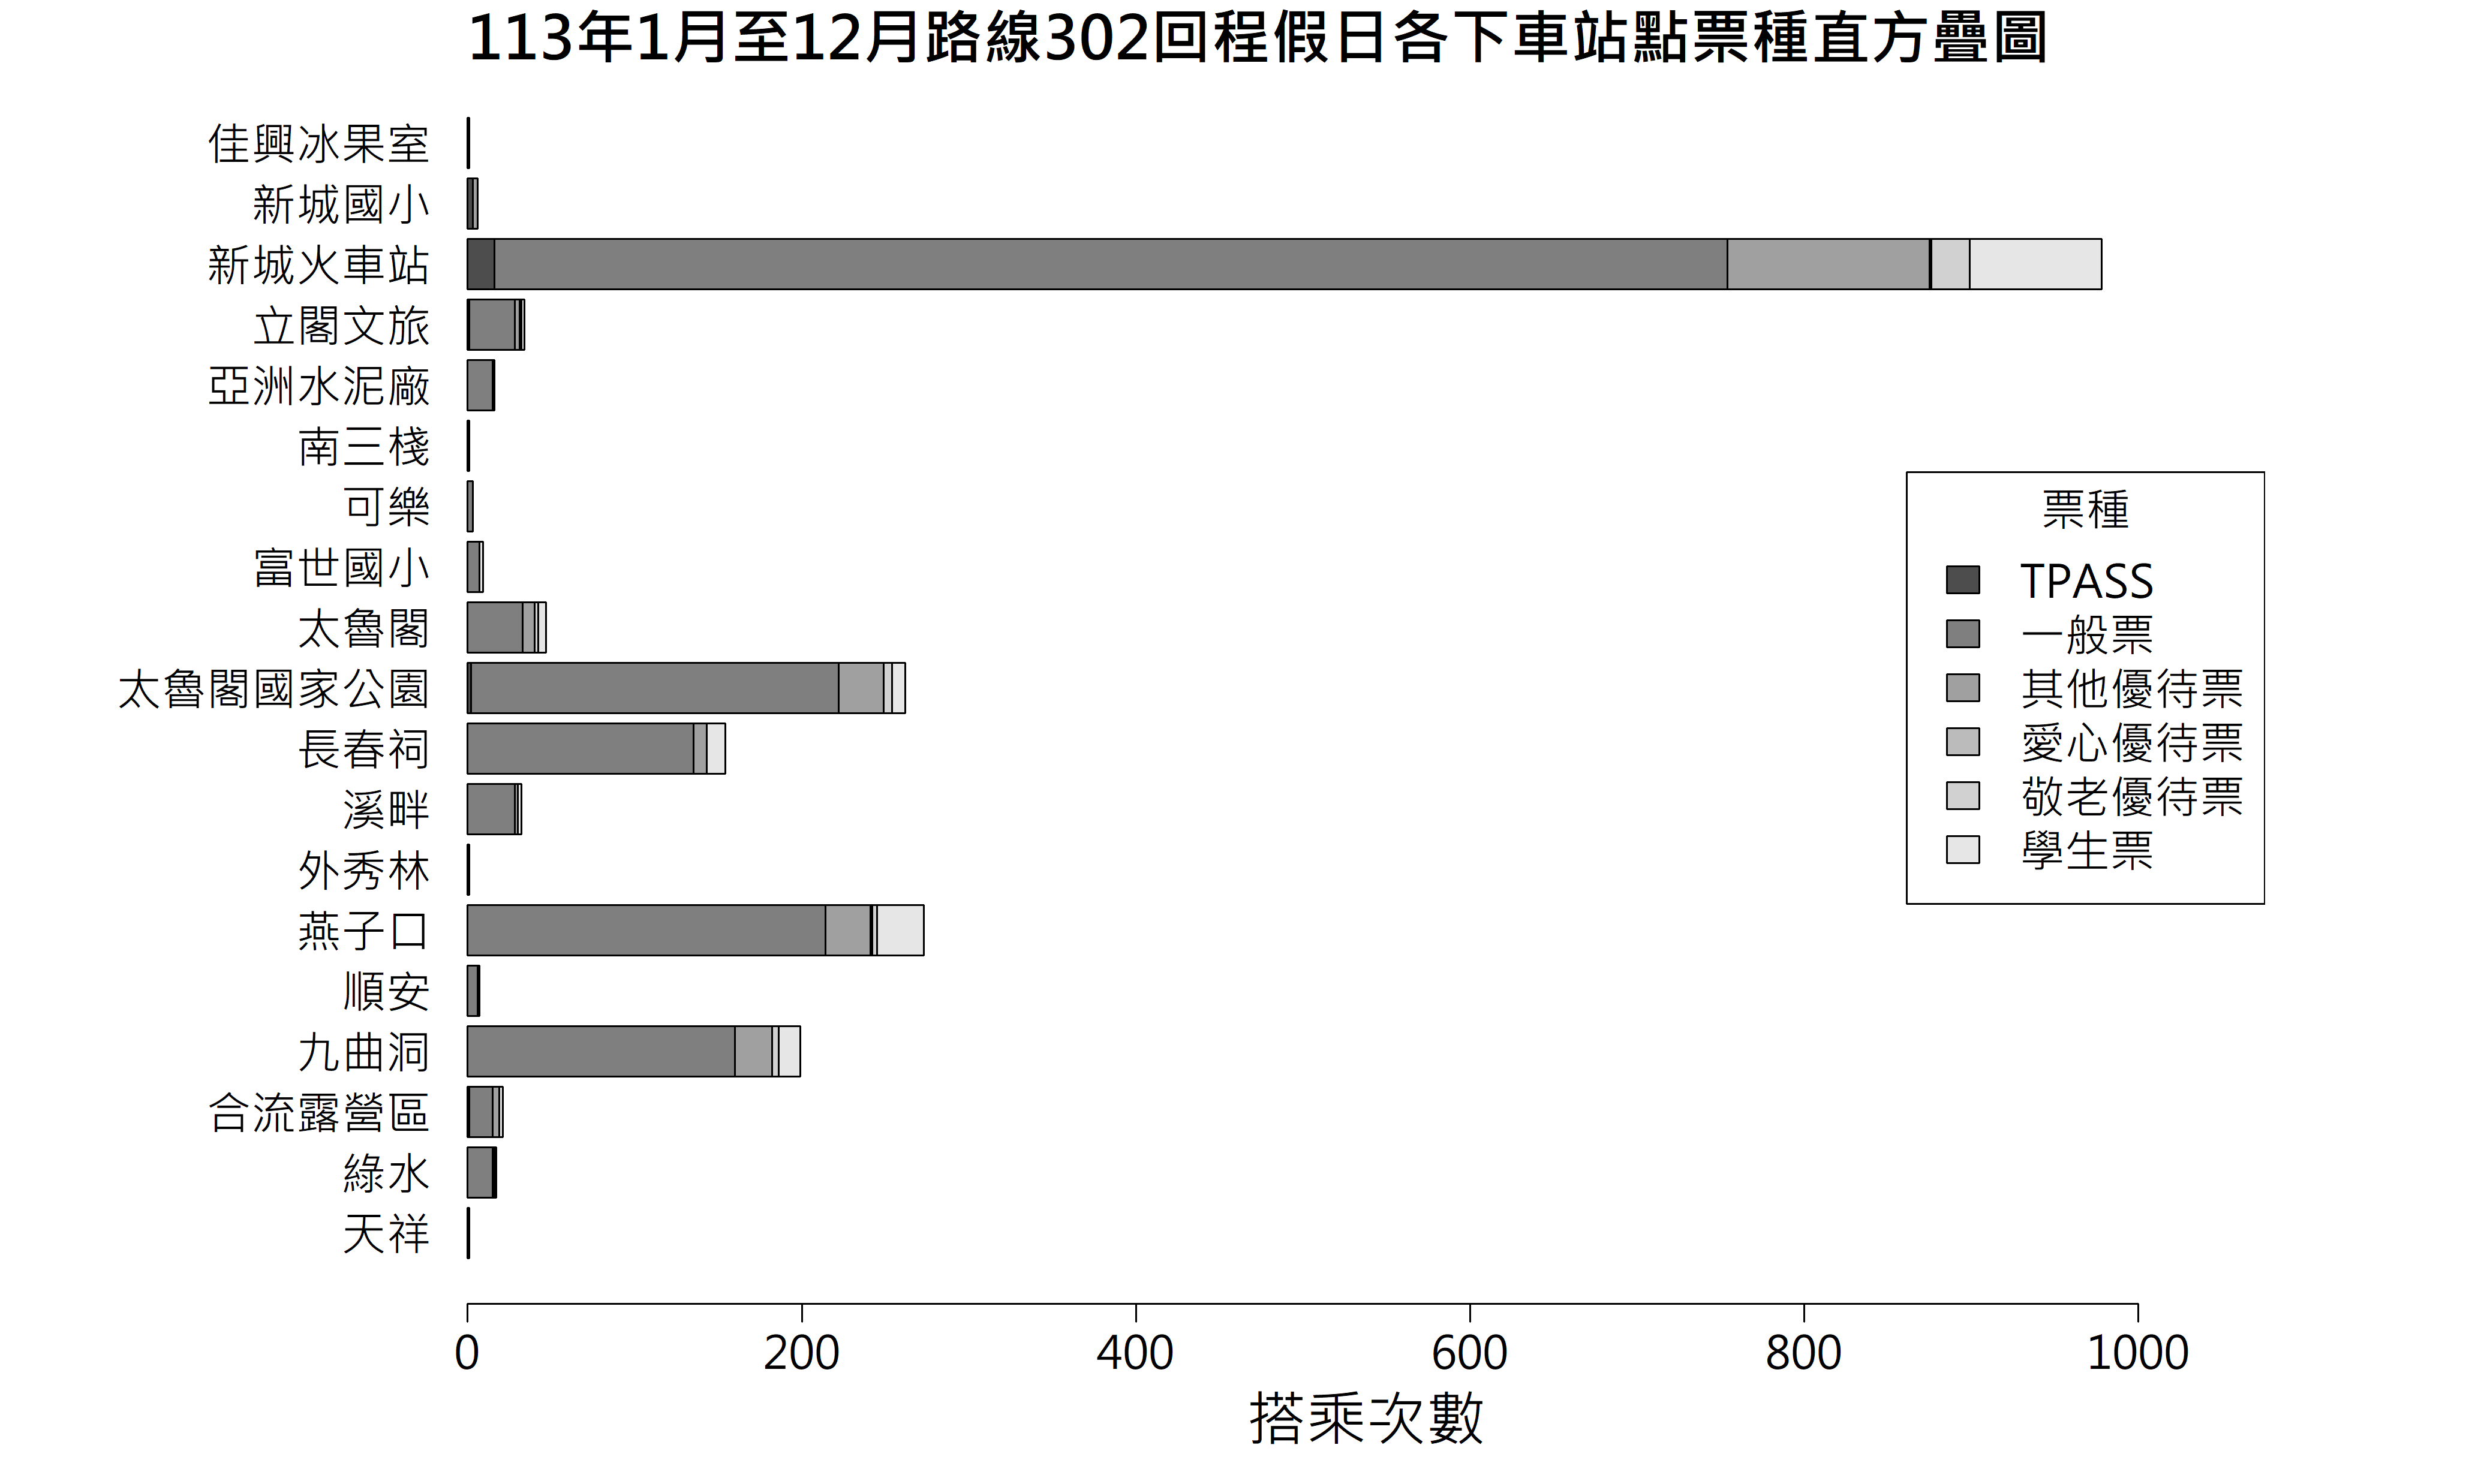 113年1月至12月路線302回程假日各下車站點票種直方疊圖
佳興冰果室
新城國小
新城火車站
立閣文旅
亞洲水泥廠
南三棧
可樂
富世國小
太魯閣
太魯閣國家公園
長春祠
溪畔
外秀林
燕子口
順安
九曲洞
合流露營區
綠水
天祥
票種
TPASS
一般票
其他優待票
愛心優待票
敬老優待票
學生票
0 200 400 600 800 1000
搭乘次數